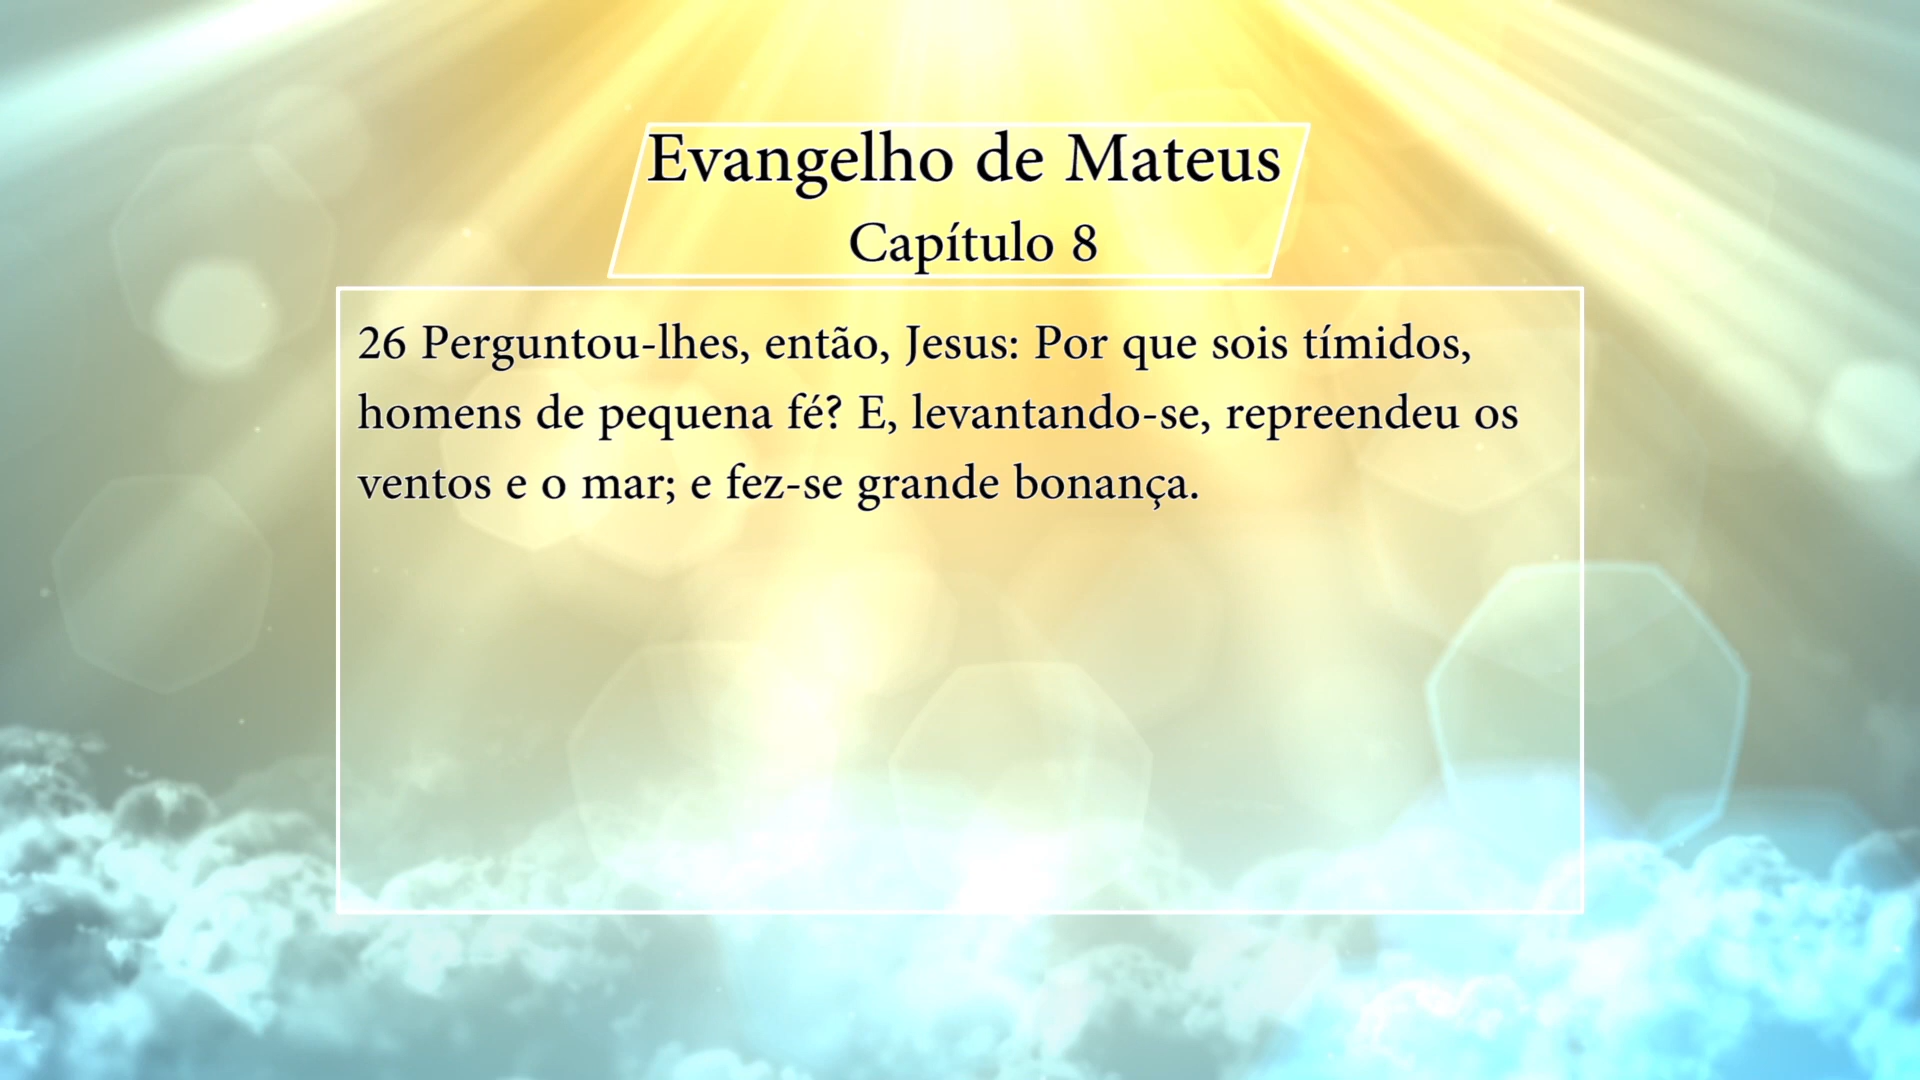 Evangelho de Mateus
Capítulo 8
26 Perguntou-lhes, então, Jesus: Por que sois tímidos,
homens de pequena fé? E, levantando-se, repreendeu os
ventos e o mar; e fez-se grande bonança.